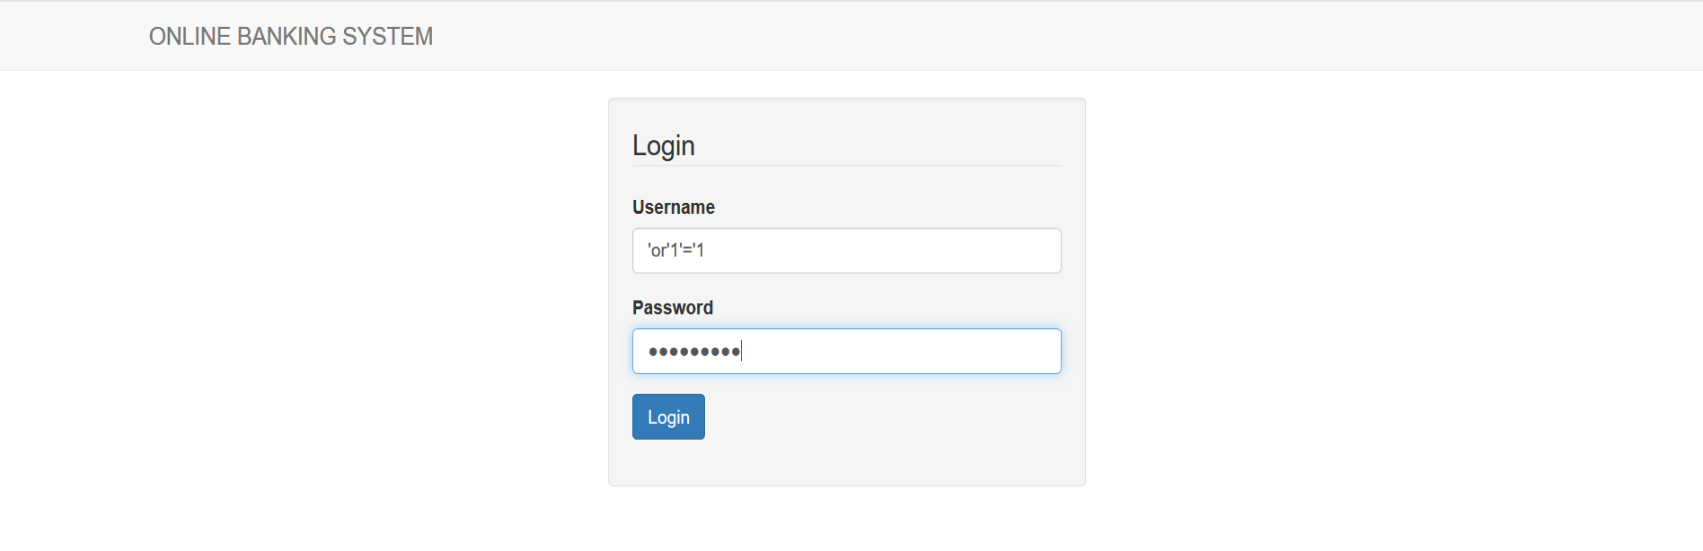 ONLINE BANKING SYSTEM
Login
Username
'or'1'='1
Password
•••••••••
Login